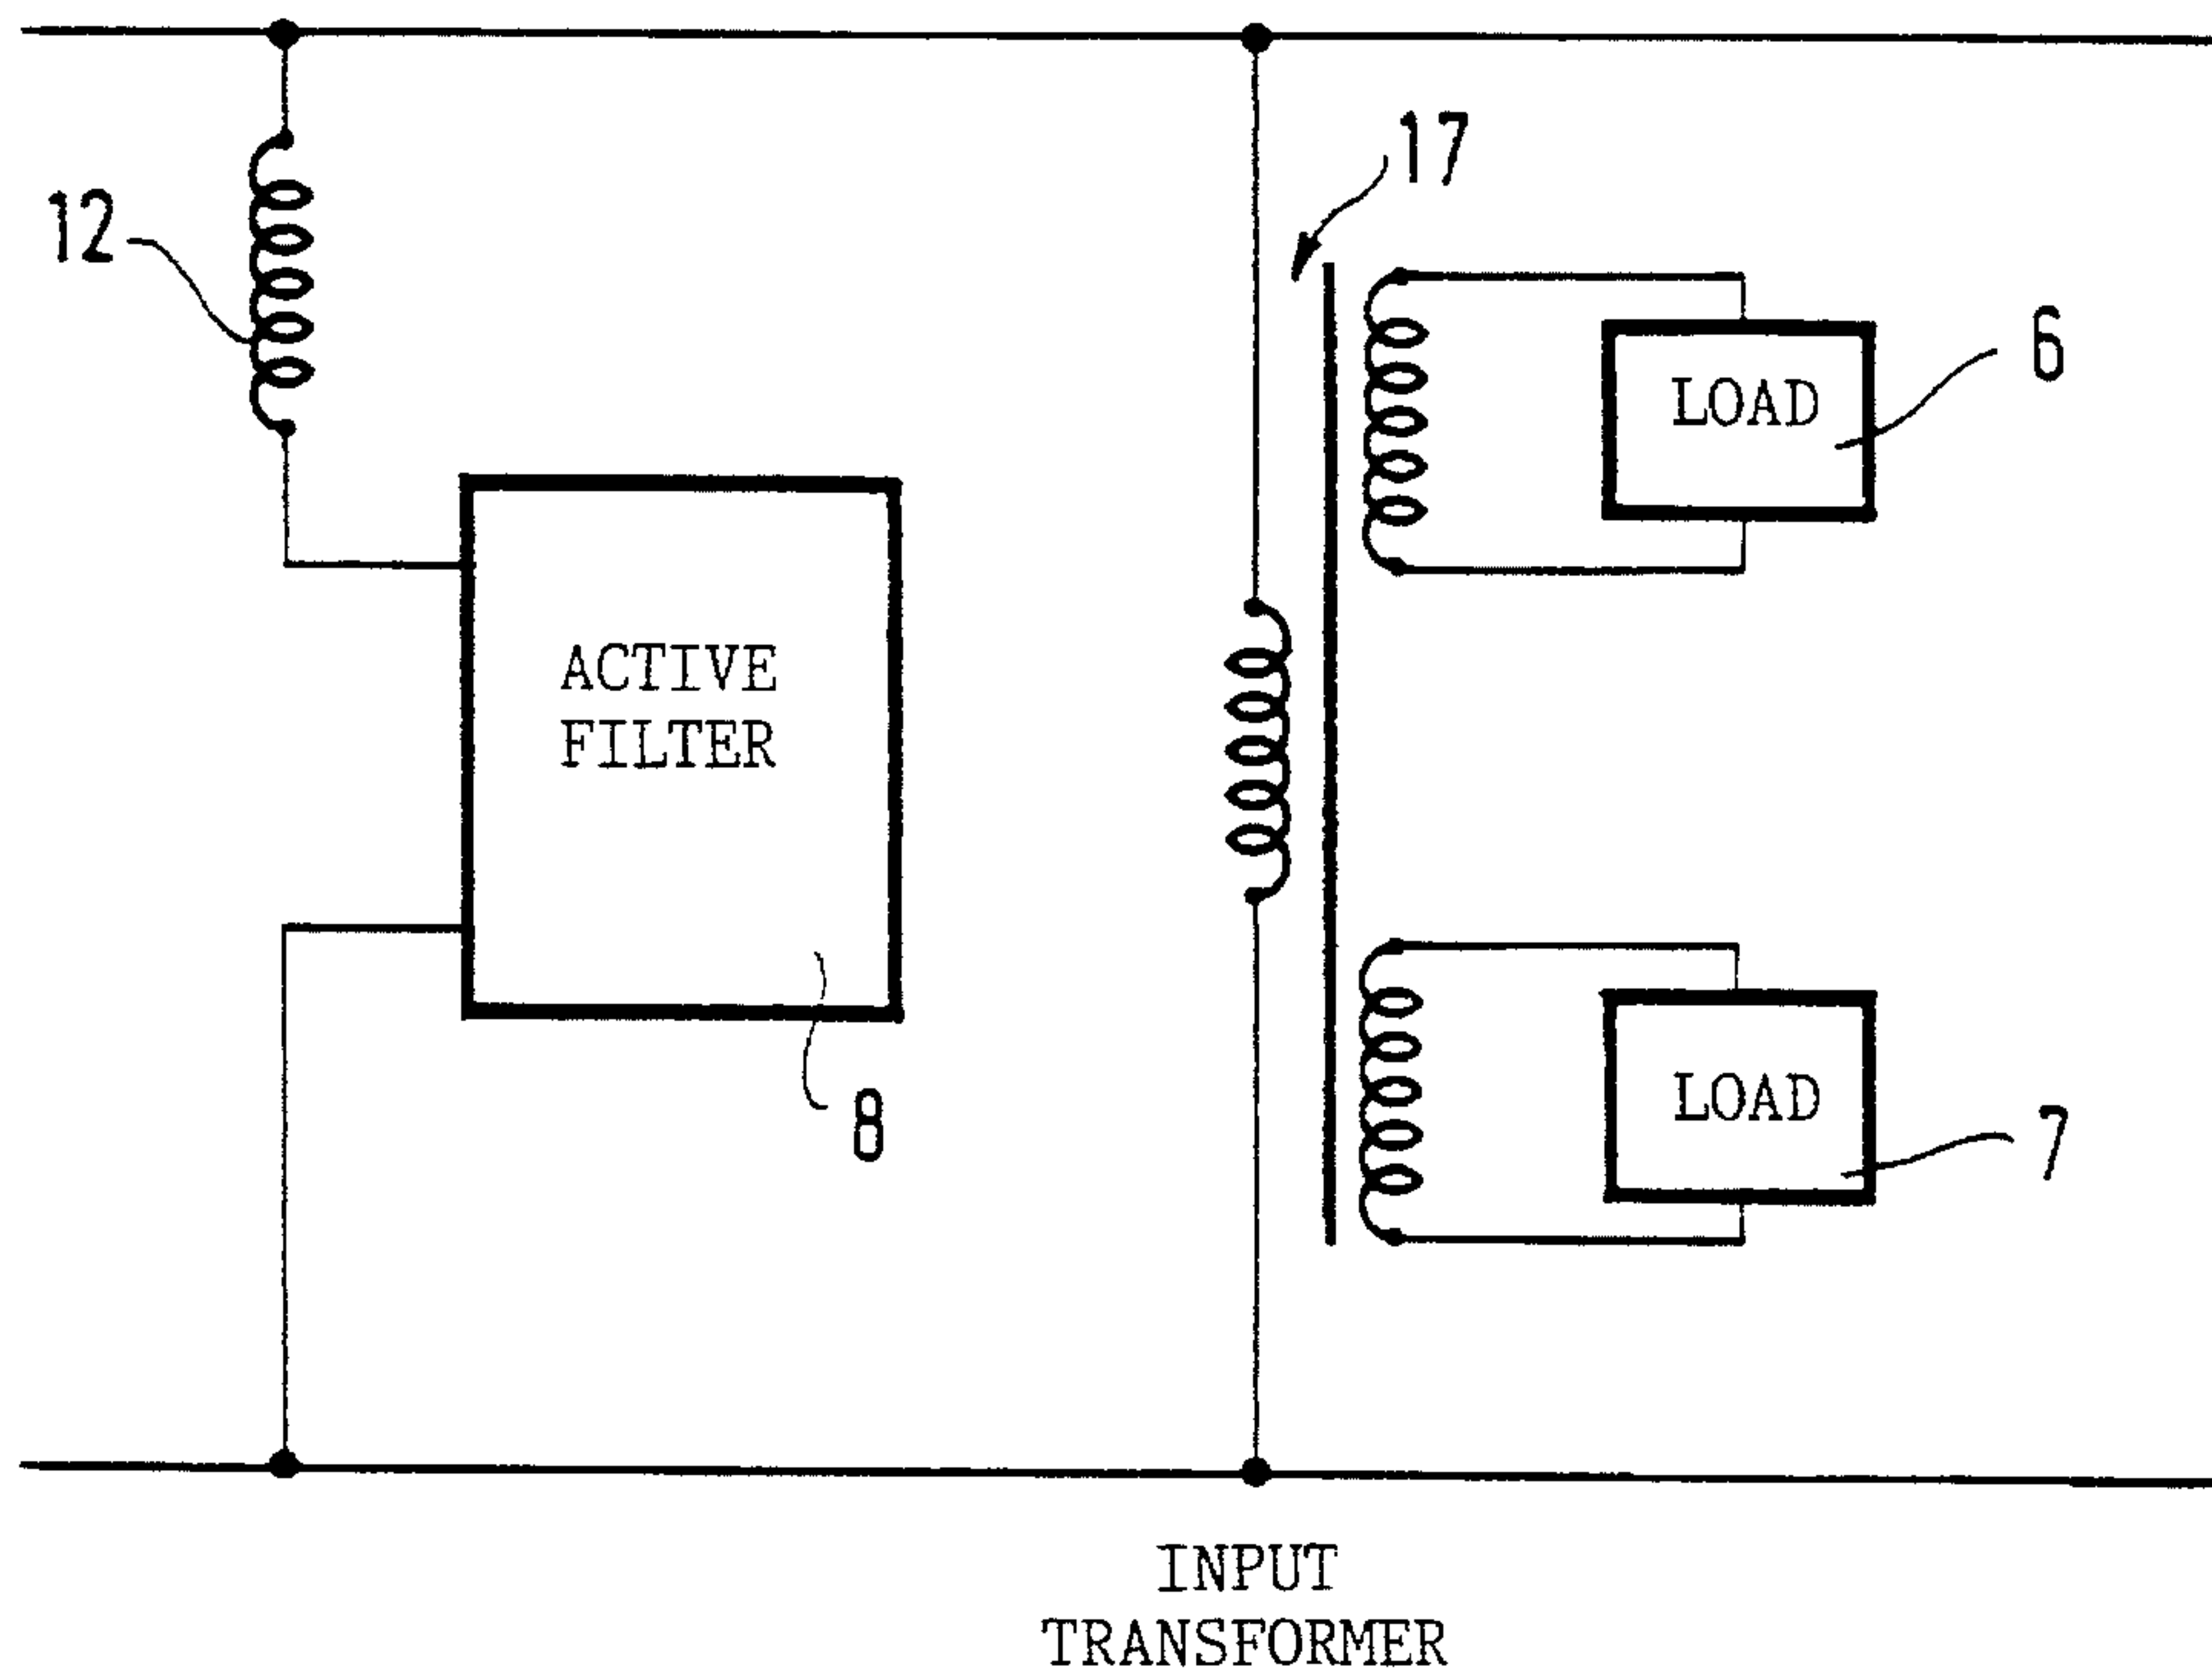 17
12
6
LOAD
ACTIVE
FILTER
8
LOAD
7
INPUT
TRANSFORMER